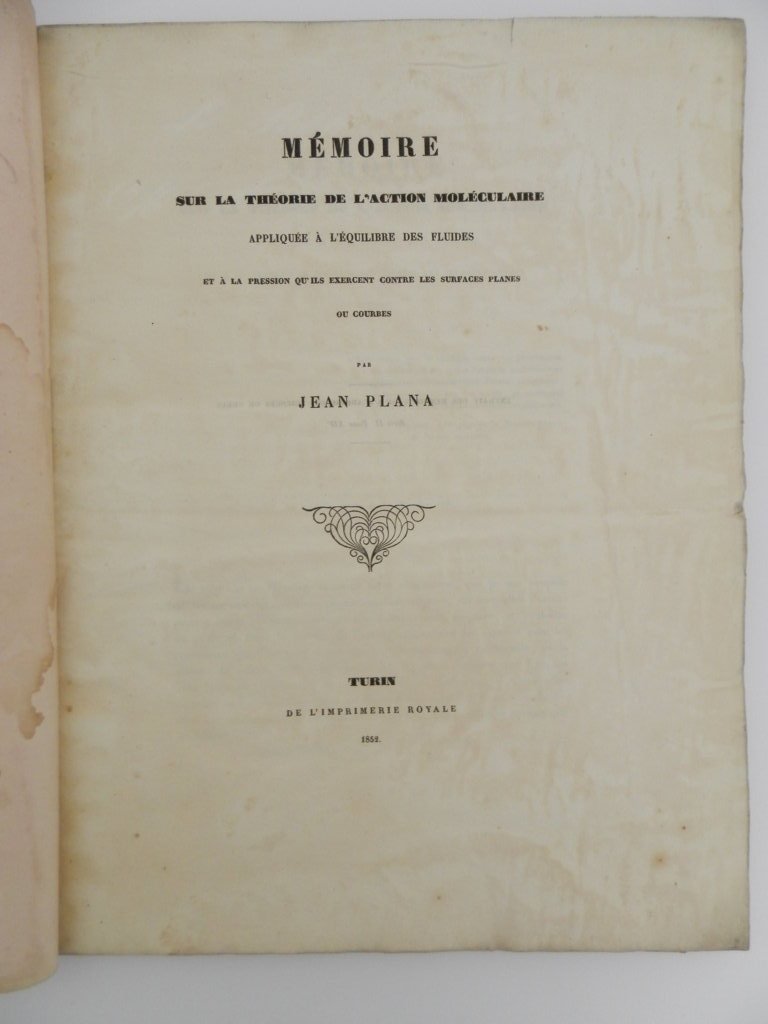 MÉMOIRE
SUR LA THÉORIE DE L'ACTION MOLÉCULAIRE
APPLIQUÉE À L'ÉQUILIBRE DES FLUIDES
ET À LA PRESSION QU'ILS EXERCENT CONTRE LES SURFACES PLANES
OU COURBES
PAR
JEAN PLANA
TURIN
DE L'IMPRIMERIE ROYALE
1852.